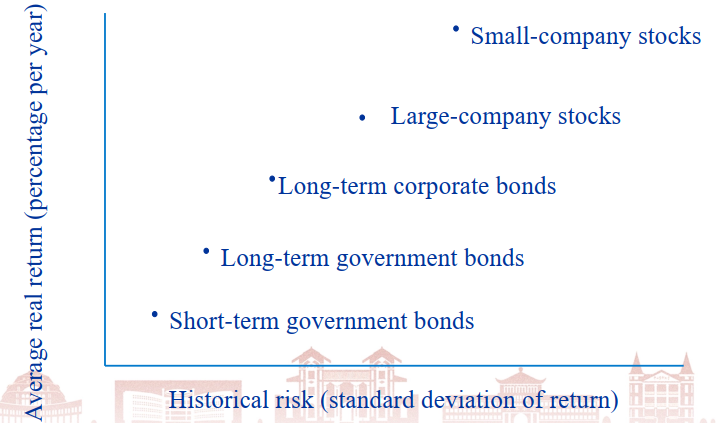 Average real return (percentage per year)
Small-company stocks
Large-company stocks
Long-term corporate bonds
Long-term government bonds
Short-term government bonds
Historical risk (standard deviation of return)